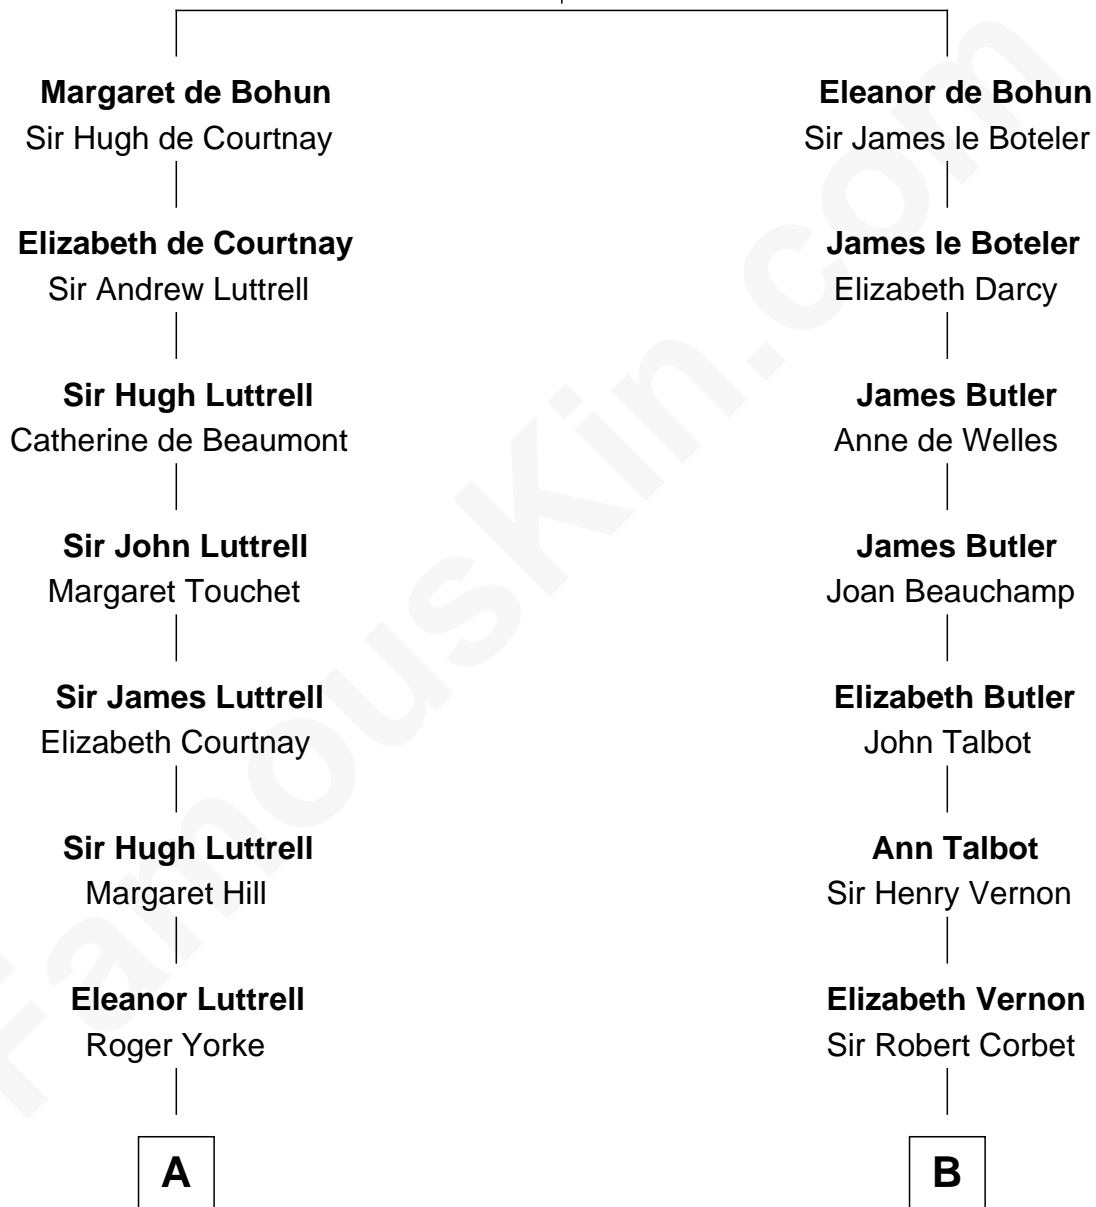 Margaret de Bohun
Sir Hugh de Courtnay
Elizabeth de Courtnay
Sir Andrew Luttrell
Sir Hugh Luttrell
Catherine de Beaumont
Sir John Luttrell
Margaret Touchet
Sir James Luttrell
Elizabeth Courtnay
Sir Hugh Luttrell
Margaret Hill
Eleanor Luttrell
Roger Yorke
A
Eleanor de Bohun
Sir James le Boteler
James le Boteler
Elizabeth Darcy
James Butler
Anne de Welles
James Butler
Joan Beauchamp
Elizabeth Butler
John Talbot
Ann Talbot
Sir Henry Vernon
Elizabeth Vernon
Sir Robert Corbet
B
FamousKin.com